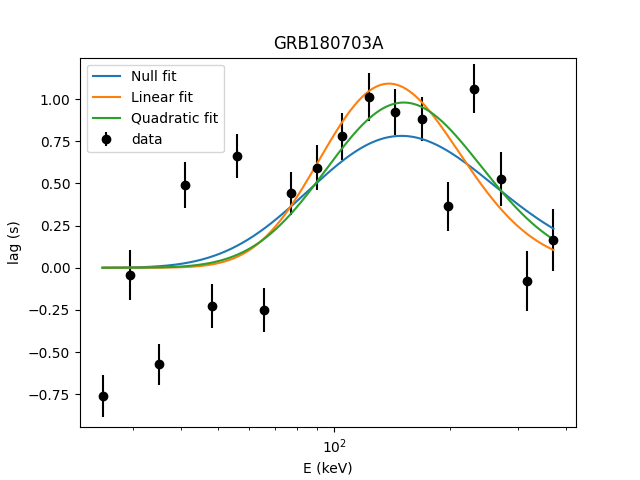 GRB180703A
Null fit
Linear fit
Quadratic fit
data
1.00
0.75
0.50
0.25
0.00
−0.25
−0.50
−0.75
lag (s)
10²
E (keV)